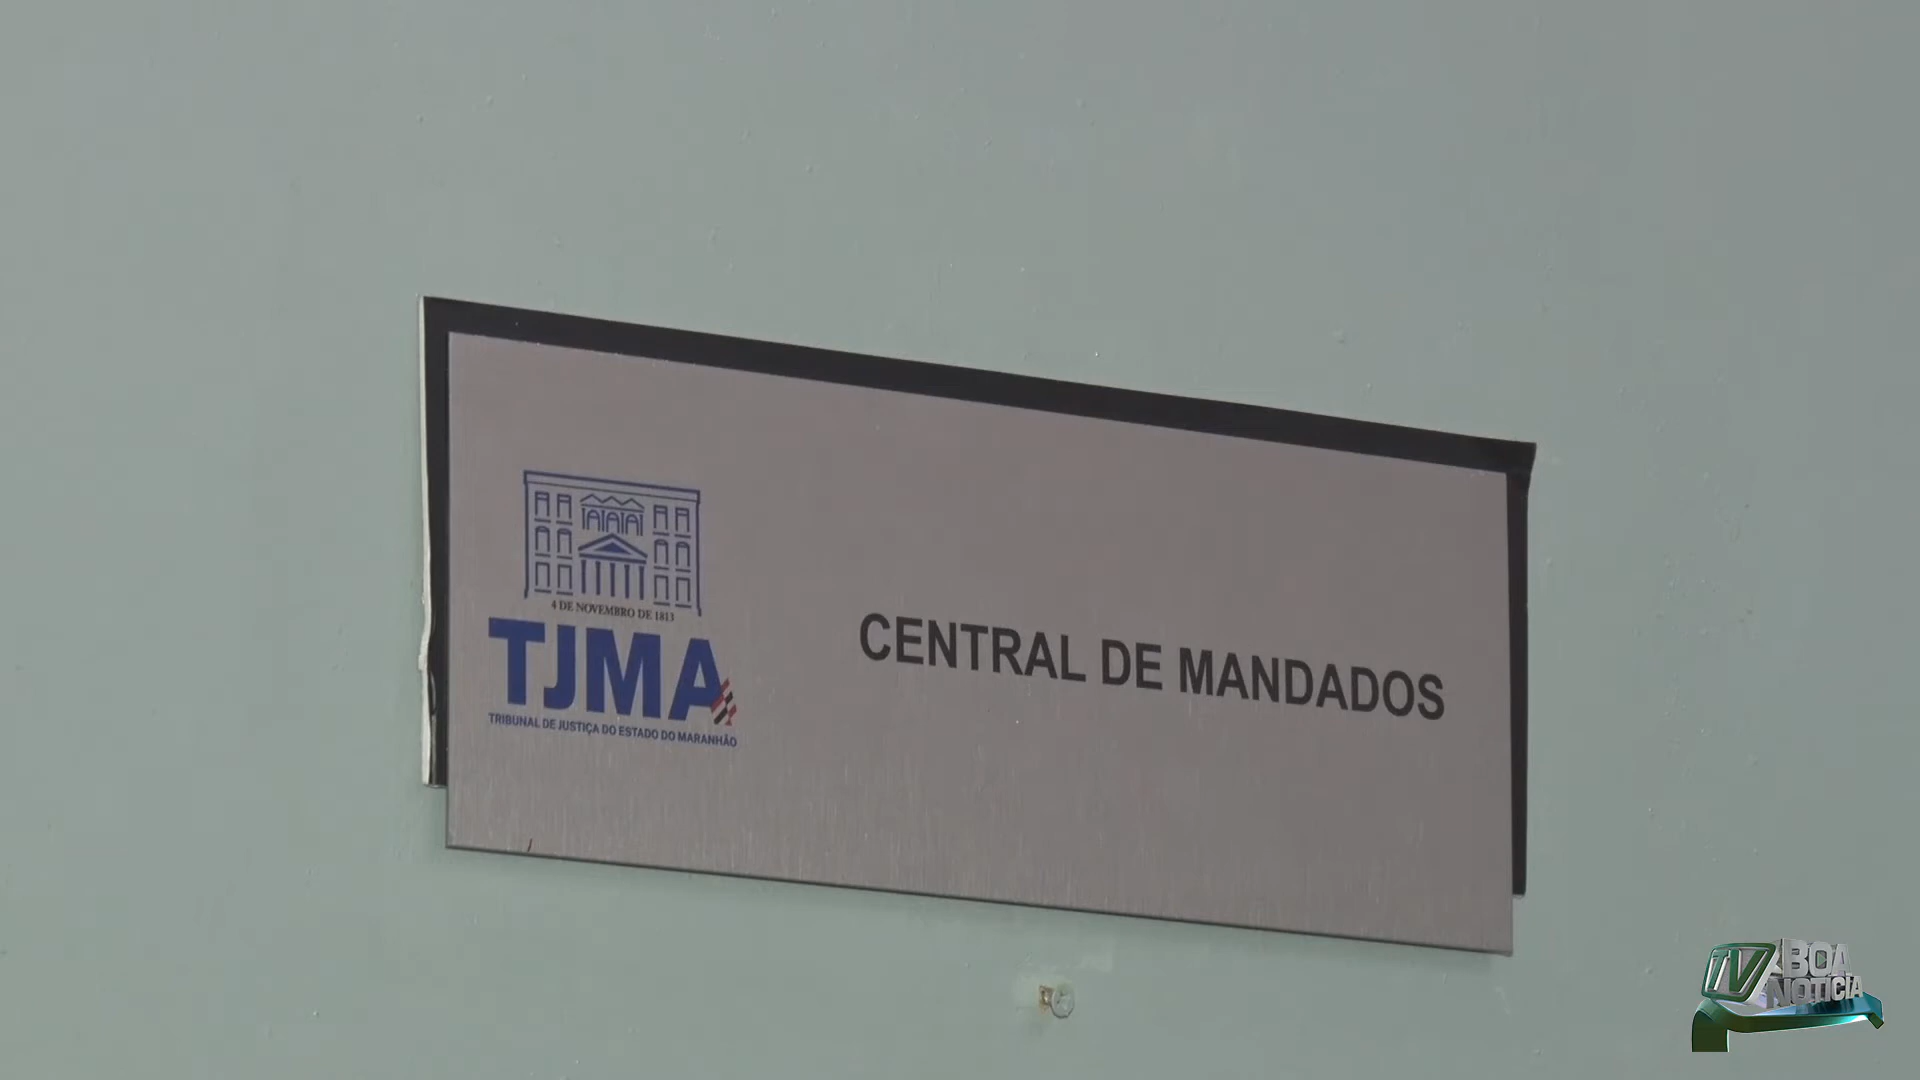 4 DE NOVEMBRO DE 1813
TJMA
TRIBUNAL DE JUSTIÇA DO ESTADO DO MARANHÃO
CENTRAL DE MANDADOS
TV BOA
NOTÍCIA